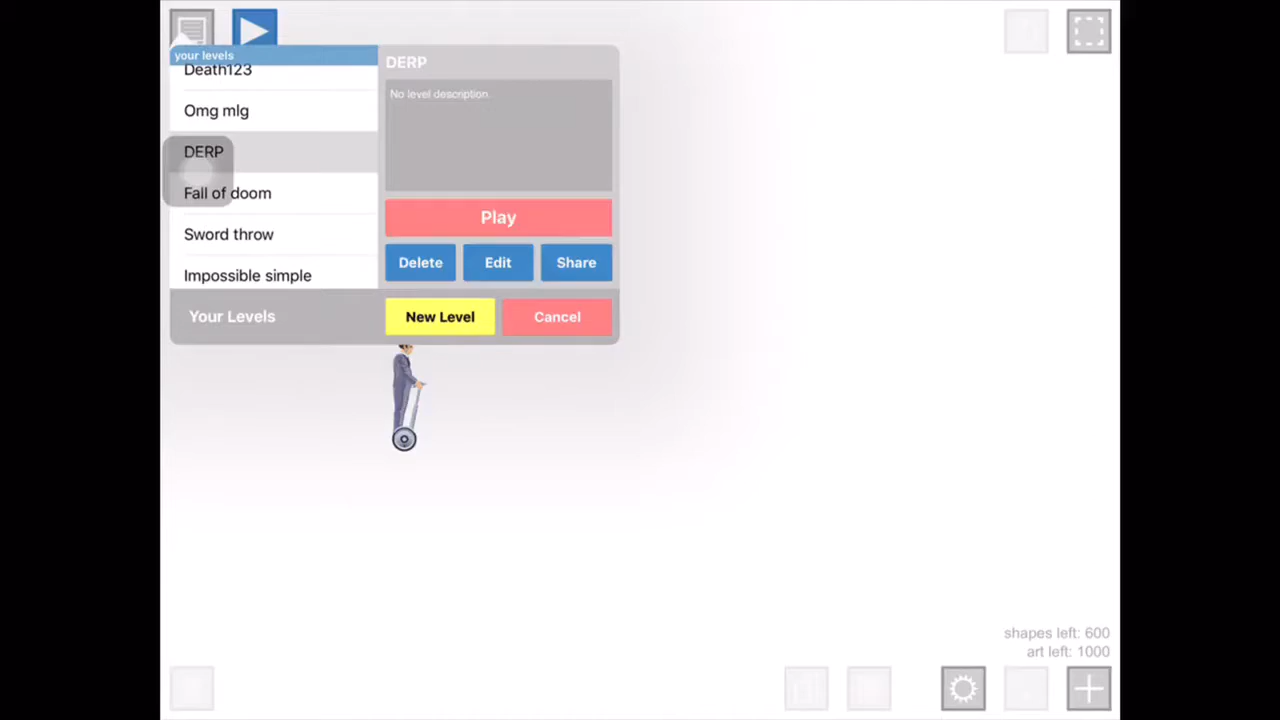 your levels
Death123
Omg mlg
DERP
Fall of doom
Sword throw
Impossible simple
Your Levels
DERP
No level description.
Play
Delete Edit Share
New Level Cancel
shapes left: 600
art left: 1000